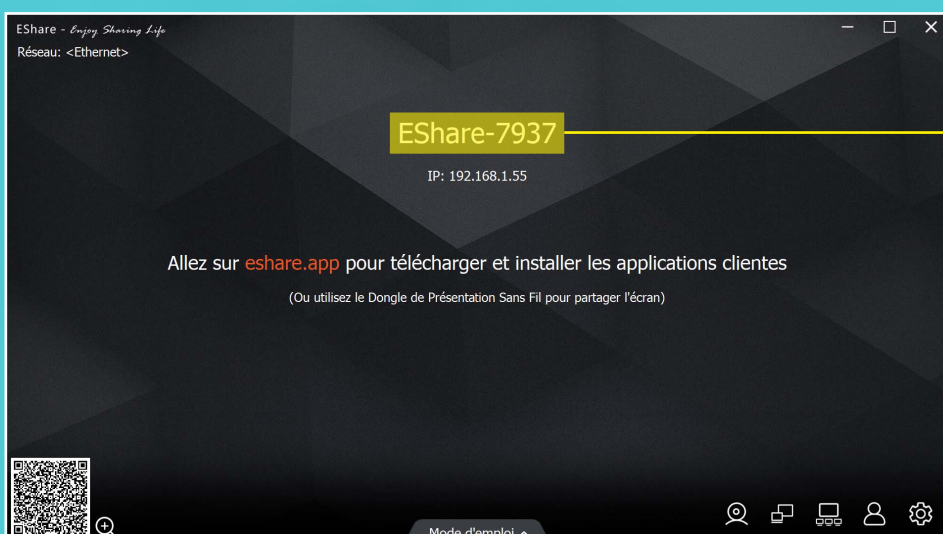 EShare - Enjoy Sharing Life
Réseau: <Ethernet>
EShare-7937
IP: 192.168.1.55
Allez sur eshare.app pour télécharger et installer les applications clientes
(Ou utilisez le Dongle de Présentation Sans Fil pour partager l'écran)
Mode d'emploi